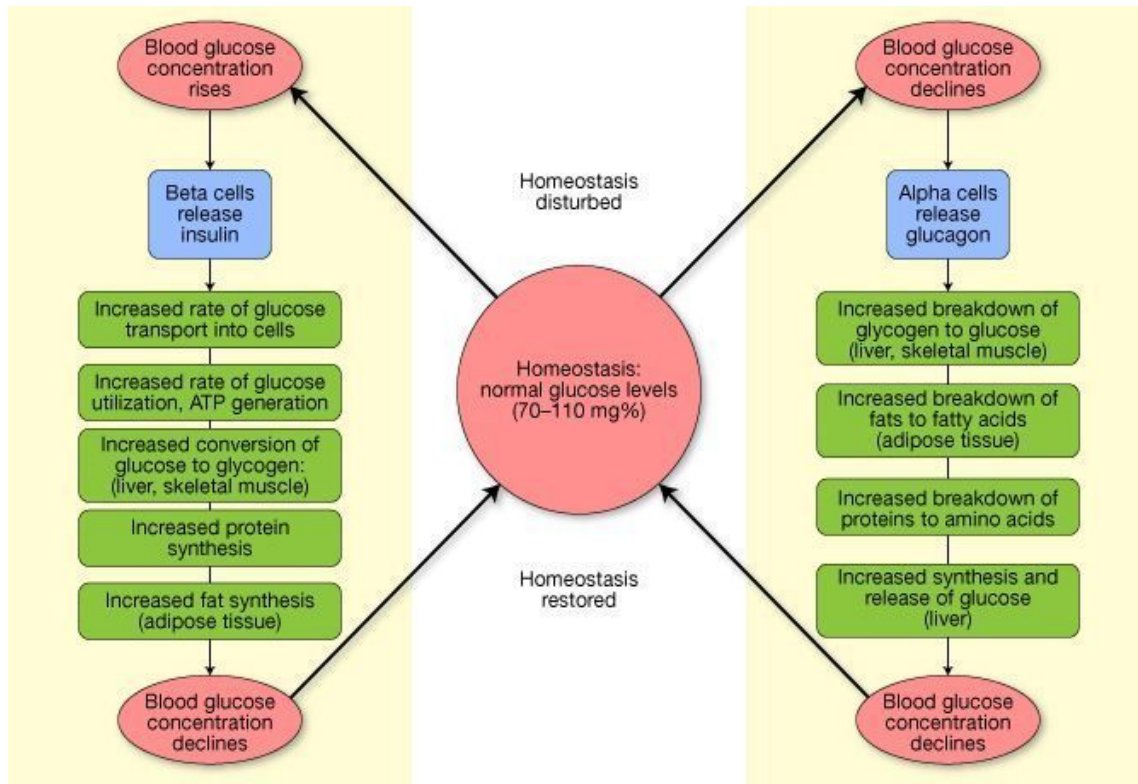 Blood glucose
concentration
rises
Beta cells
release
insulin
Increased rate of glucose
transport into cells
Increased rate of glucose
utilization, ATP generation
Increased conversion of
glucose to glycogen:
(liver, skeletal muscle)
Increased protein
synthesis
Increased fat synthesis
(adipose tissue)
Blood glucose
concentration
declines
Homeostasis
disturbed
Homeostasis:
normal glucose levels
(70–110 mg%)
Homeostasis
restored
Blood glucose
concentration
declines
Alpha cells
release
glucagon
Increased breakdown of
glycogen to glucose
(liver, skeletal muscle)
Increased breakdown of
fats to fatty acids
(adipose tissue)
Increased breakdown of
proteins to amino acids
Increased synthesis and
release of glucose
(liver)
Blood glucose
concentration
declines